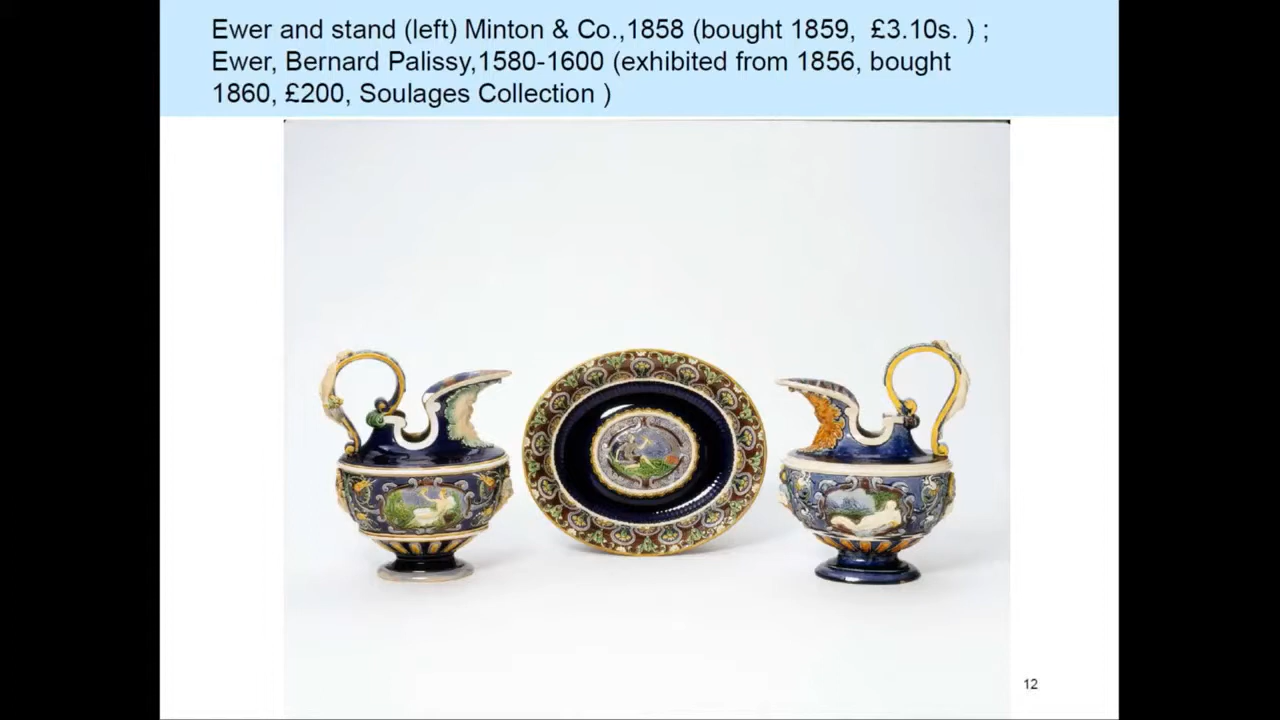 Ewer and stand (left) Minton & Co.,1858 (bought 1859, £3.10s. ) ;
Ewer, Bernard Palissy,1580-1600 (exhibited from 1856, bought
1860, £200, Soulages Collection )
12